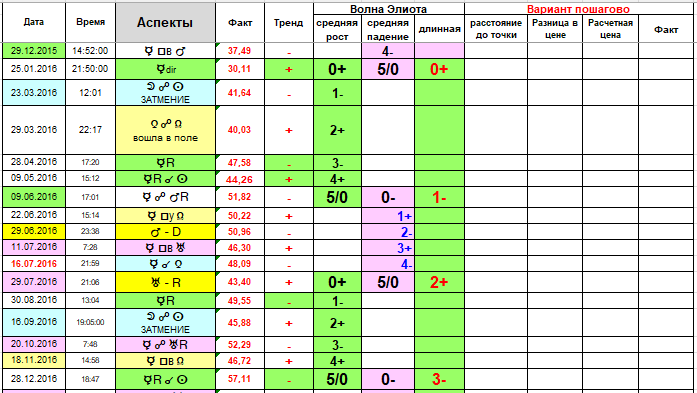 Волна Элиота Вариант пошагово
Дата Время Аспекты Факт Тренд средняя рост средняя падение длинная расстояние до точки Разница в цене Расчетная цена Факт
29.12.2015 14:52:00 ☿ □в ♂ 37,49 - 4-
25.01.2016 21:50:00 ☿dir 30,11 + 0+ 5/0 0+
23.03.2016 12:01 ☍ ☉ ЗАТМЕНИЕ 41,64 - 1-
29.03.2016 22:17 ☍ вошла в поле 40,03 + 2+
28.04.2016 17:20 ☿R 47,58 - 3-
09.05.2016 15:12 ☿R ☌ ☉ 44,26 + 4+
09.06.2016 17:01 ☿ ☍ ♂R 51,82 - 5/0 0- 1-
22.06.2016 15:14 ☿ □у ☊ 50,22 + 1+
29.06.2016 23:38 ♂ - D 50,96 - 2-
11.07.2016 7:28 ☿ □в ♅ 46,30 + 3+
16.07.2016 21:59 ☿ ☌ ♀ 48,09 - 4-
29.07.2016 21:06 ♅ - R 43,40 + 0+ 5/0 2+
30.08.2016 13:04 ☿R 49,55 - 1-
16.09.2016 19:05:00 ☍ ☉ ЗАТМЕНИЕ 45,88 + 2+
20.10.2016 7:48 ☿ ☍ ♅R 52,29 - 3-
18.11.2016 14:58 ☿ □в ☊ 46,72 + 4+
28.12.2016 18:47 ☿R ☌ ☉ 57,11 - 5/0 0- 3-